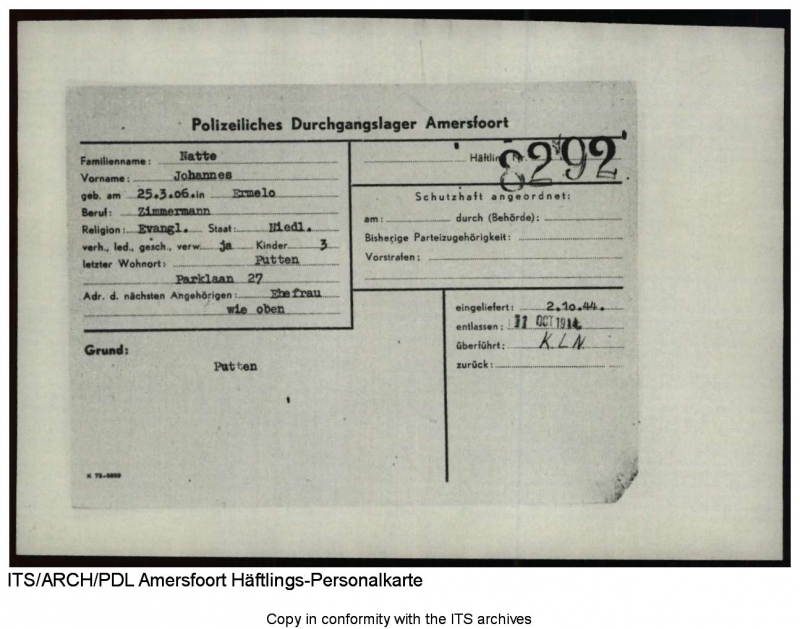 Polizeiliches Durchgangslager Amersfoort
Familienname: Natte
Vorname: Johannes
geb. am 25.3.06. in Ermelo
Beruf: Zimmermann
Religion: Evangl. Staat: Niedl.
verh., led., gesch., verw. ja Kinder 3
letzter Wohnort: Putten
Parklaan 27
Adr. d. nächsten Angehörigen: Ehefrau
wie oben
Häftlings Nr. 8292
Schutzhaft angeordnet:
am: durch (Behörde):
Bisherige Parteizugehörigkeit:
Vorstrafen:
Grund:
Putten
eingeliefert: 2.10.44.
entlassen: 11 OCT 1944
überführt: K.L.N.
zurück:
ITS/ARCH/PDL Amersfoort Häftlings-Personalkarte
Copy in conformity with the ITS archives